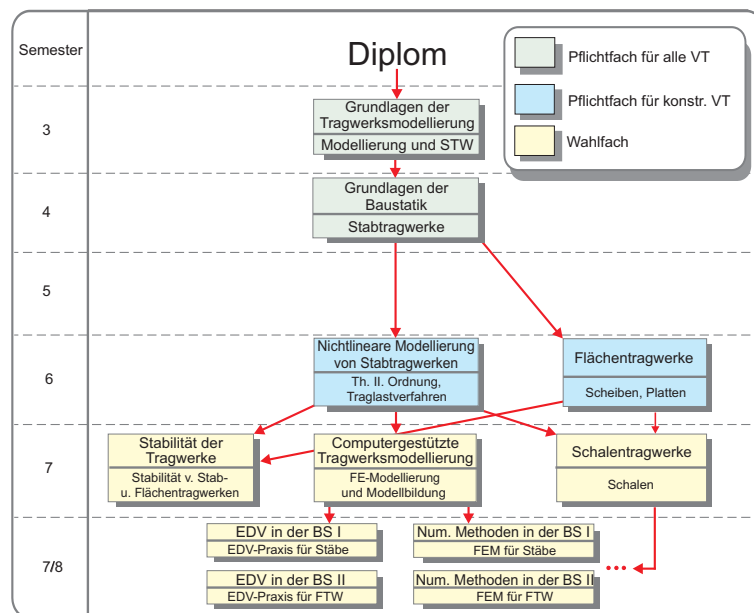 Semester
Diplom
Pflichtfach für alle VT
Pflichtfach für konstr. VT
Wahlfach
3
Grundlagen der
Tragwerksmodellierung
Modellierung und STW
4
Grundlagen der
Baustatik
Stabtragwerke
5
6
Nichtlineare Modellierung
von Stabtragwerken
Th. II. Ordnung,
Traglastverfahren
Flächentragwerke
Scheiben, Platten
7
Stabilität der
Tragwerke
Stabilität v. Stab-
u. Flächentragwerken
Computergestützte
Tragwerksmodellierung
FE-Modellierung
und Modellbildung
Schalentragwerke
Schalen
7/8
EDV in der BS I
EDV-Praxis für Stäbe
Num. Methoden in der BS I
FEM für Stäbe
EDV in der BS II
EDV-Praxis für FTW
Num. Methoden in der BS II
FEM für FTW